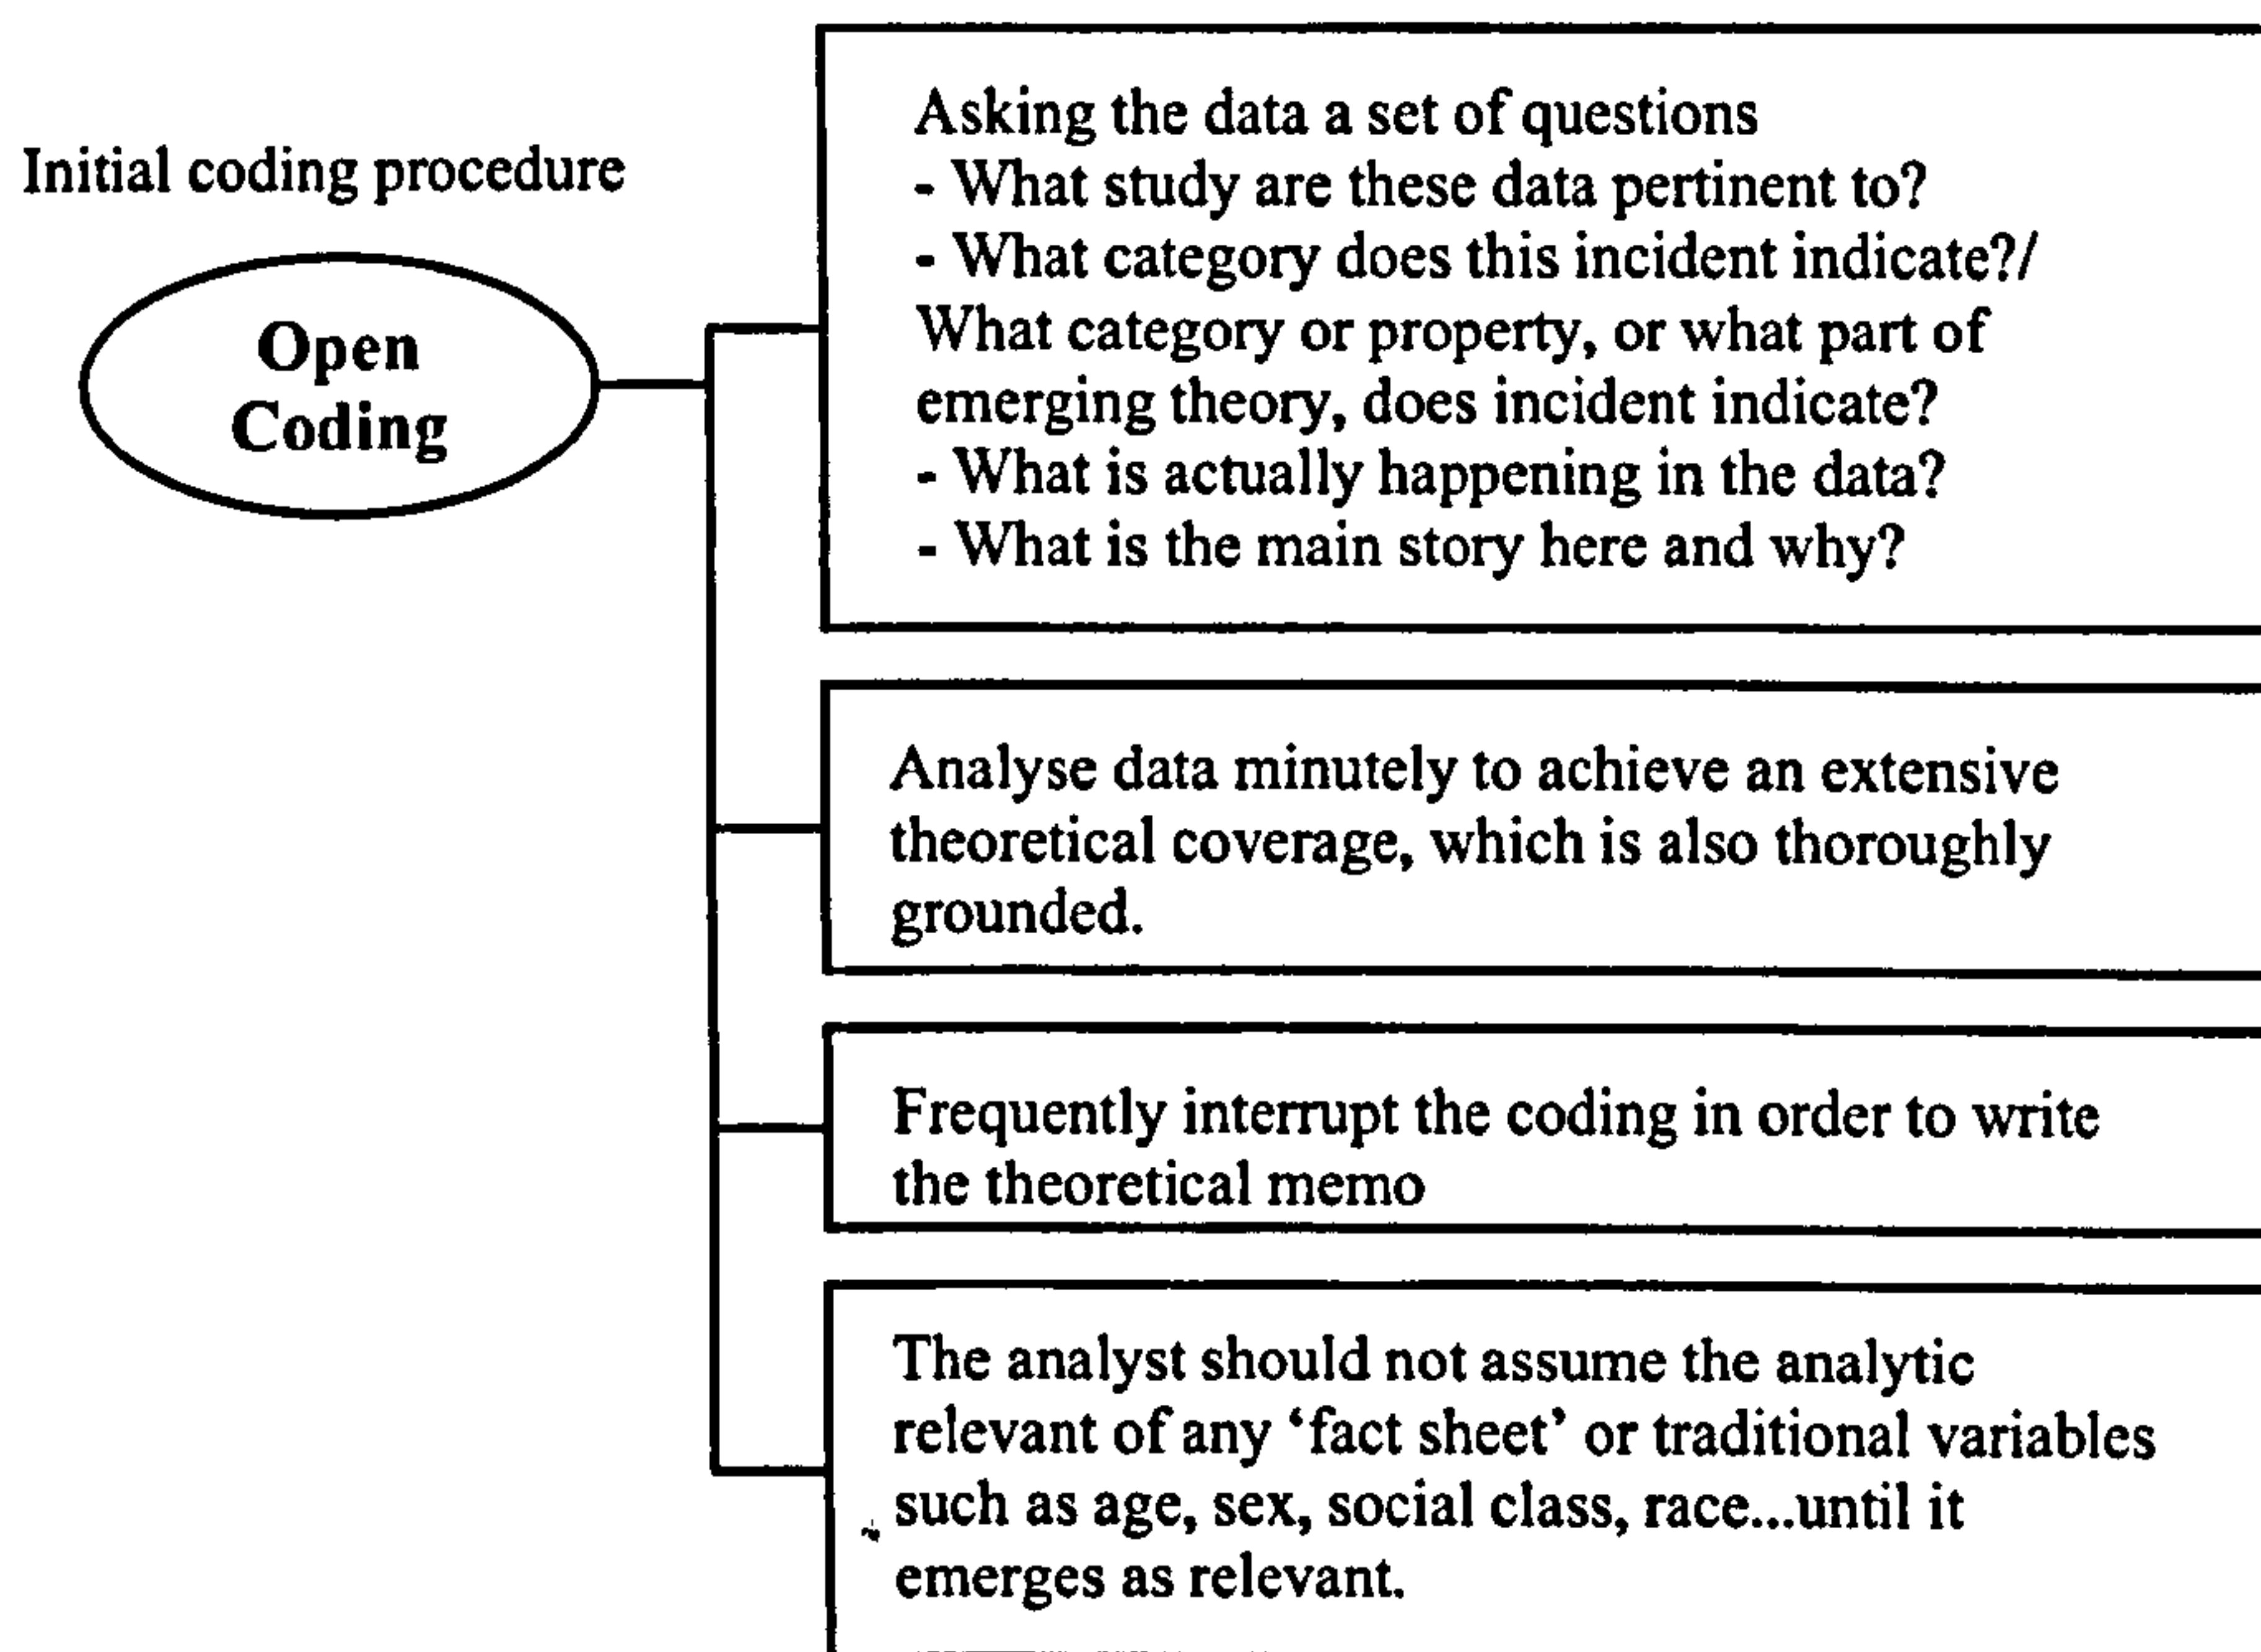 Initial coding procedure
Open
Coding
Asking the data a set of questions
- What study are these data pertinent to?
- What category does this incident indicate?/
What category or property, or what part of
emerging theory, does incident indicate?
- What is actually happening in the data?
- What is the main story here and why?
Analyse data minutely to achieve an extensive
theoretical coverage, which is also thoroughly
grounded.
Frequently interrupt the coding in order to write
the theoretical memo
The analyst should not assume the analytic
relevant of any ‘fact sheet’ or traditional variables
such as age, sex, social class, race...until it
emerges as relevant.